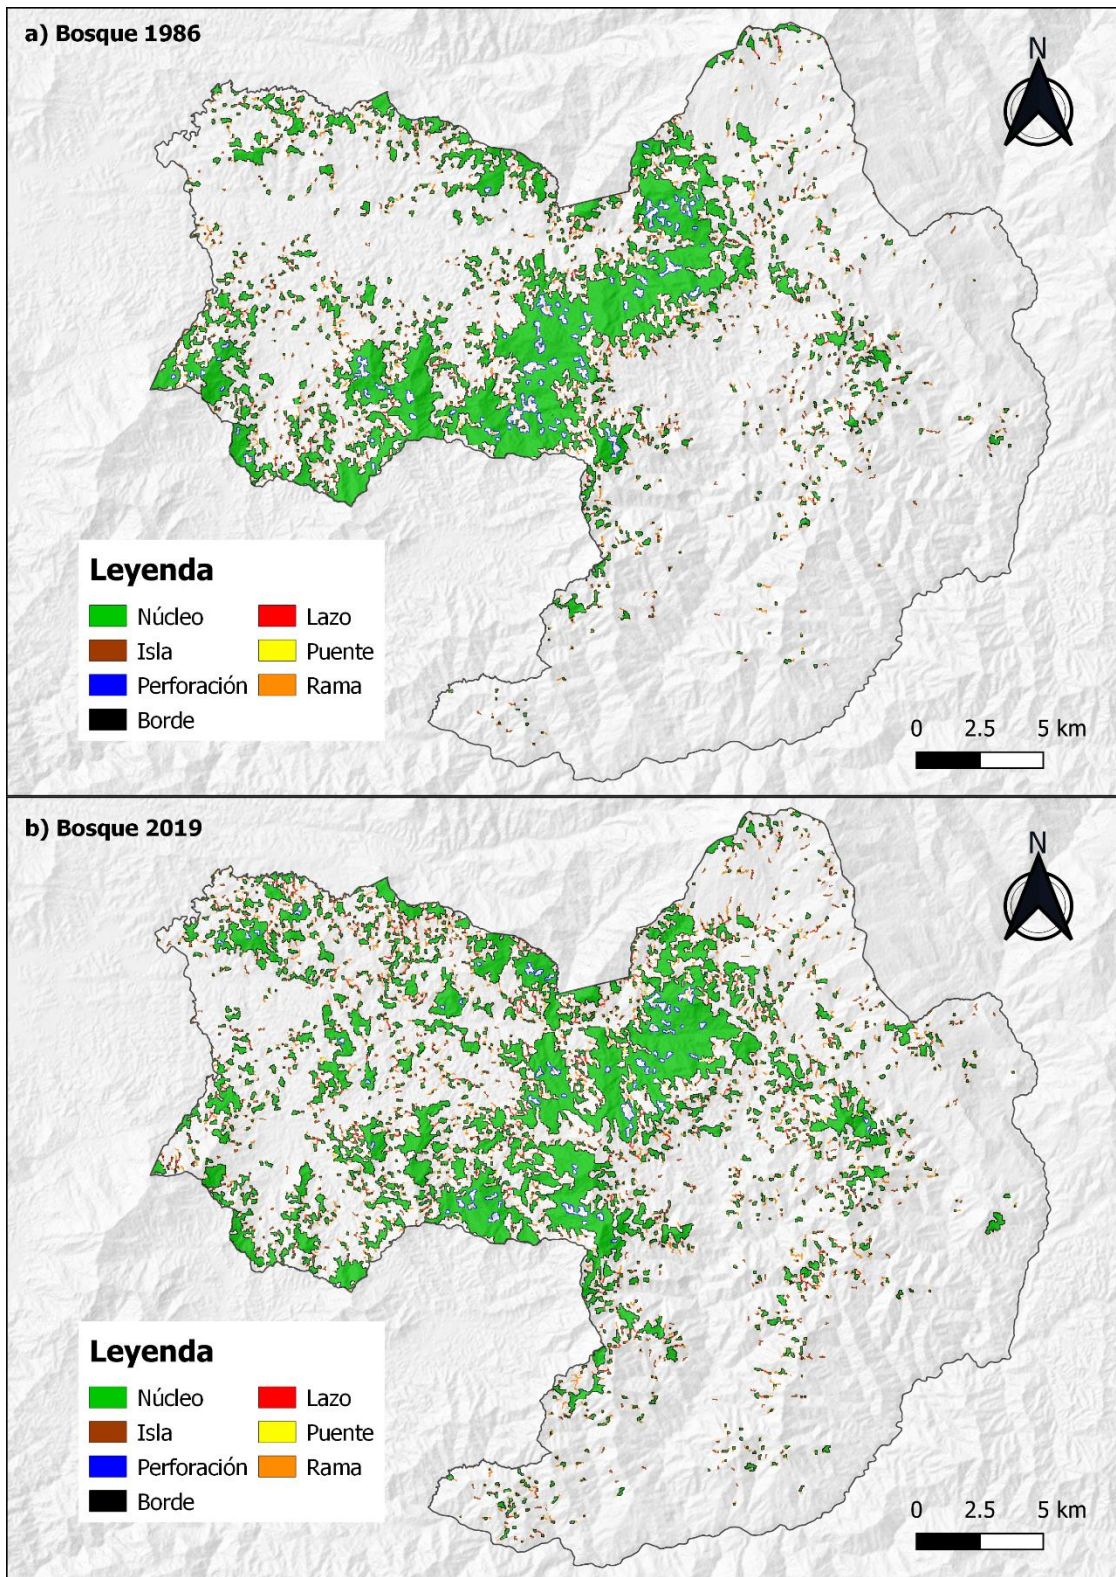 a) Bosque 1986
N
Leyenda
Núcleo Lazo
Isla Puente
Perforación Rama
Borde
0 2.5 5 km
b) Bosque 2019
N
Leyenda
Núcleo Lazo
Isla Puente
Perforación Rama
Borde
0 2.5 5 km